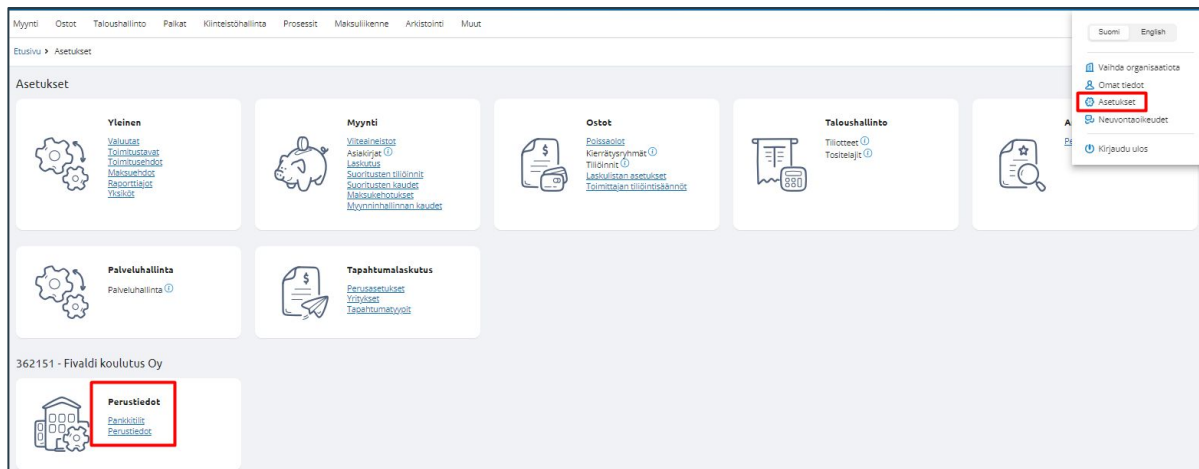 Myynti Ostot Taloushallinto Palkat Kiinteistöhallinta Prosessit Maksuliikenne Arkistointi Muut
Etusivu > Asetukset
Suomi English
Vaihda organisaatiota
Omat tiedot
Asetukset
Neuvontaoikeudet
Kirjaudu ulos
Asetukset
Yleinen
Valuutat
Toimitustavat
Toimitusehdot
Maksuehdot
Raporttiajot
Yksiköt
Myynti
Viiteaineistot
Asiakirjat
Laskutus
Suoritusten tiliöinnit
Suoritusten kaudet
Maksukehotukset
Myynninhallinnan kaudet
Ostot
Poissaolot
Kierrätysryhmät
Tiliöinnit
Laskulistan asetukset
Toimittajan tiliöintisäännöt
Taloushallinto
Tiliotteet
Tositelajit
Palveluhallinta
Palveluhallinta
Tapahtumalaskutus
Perusasetukset
Yritykset
Tapahtumatyypit
362151 - Fivaldi koulutus Oy
Perustiedot
Pankkitilit
Perustiedot